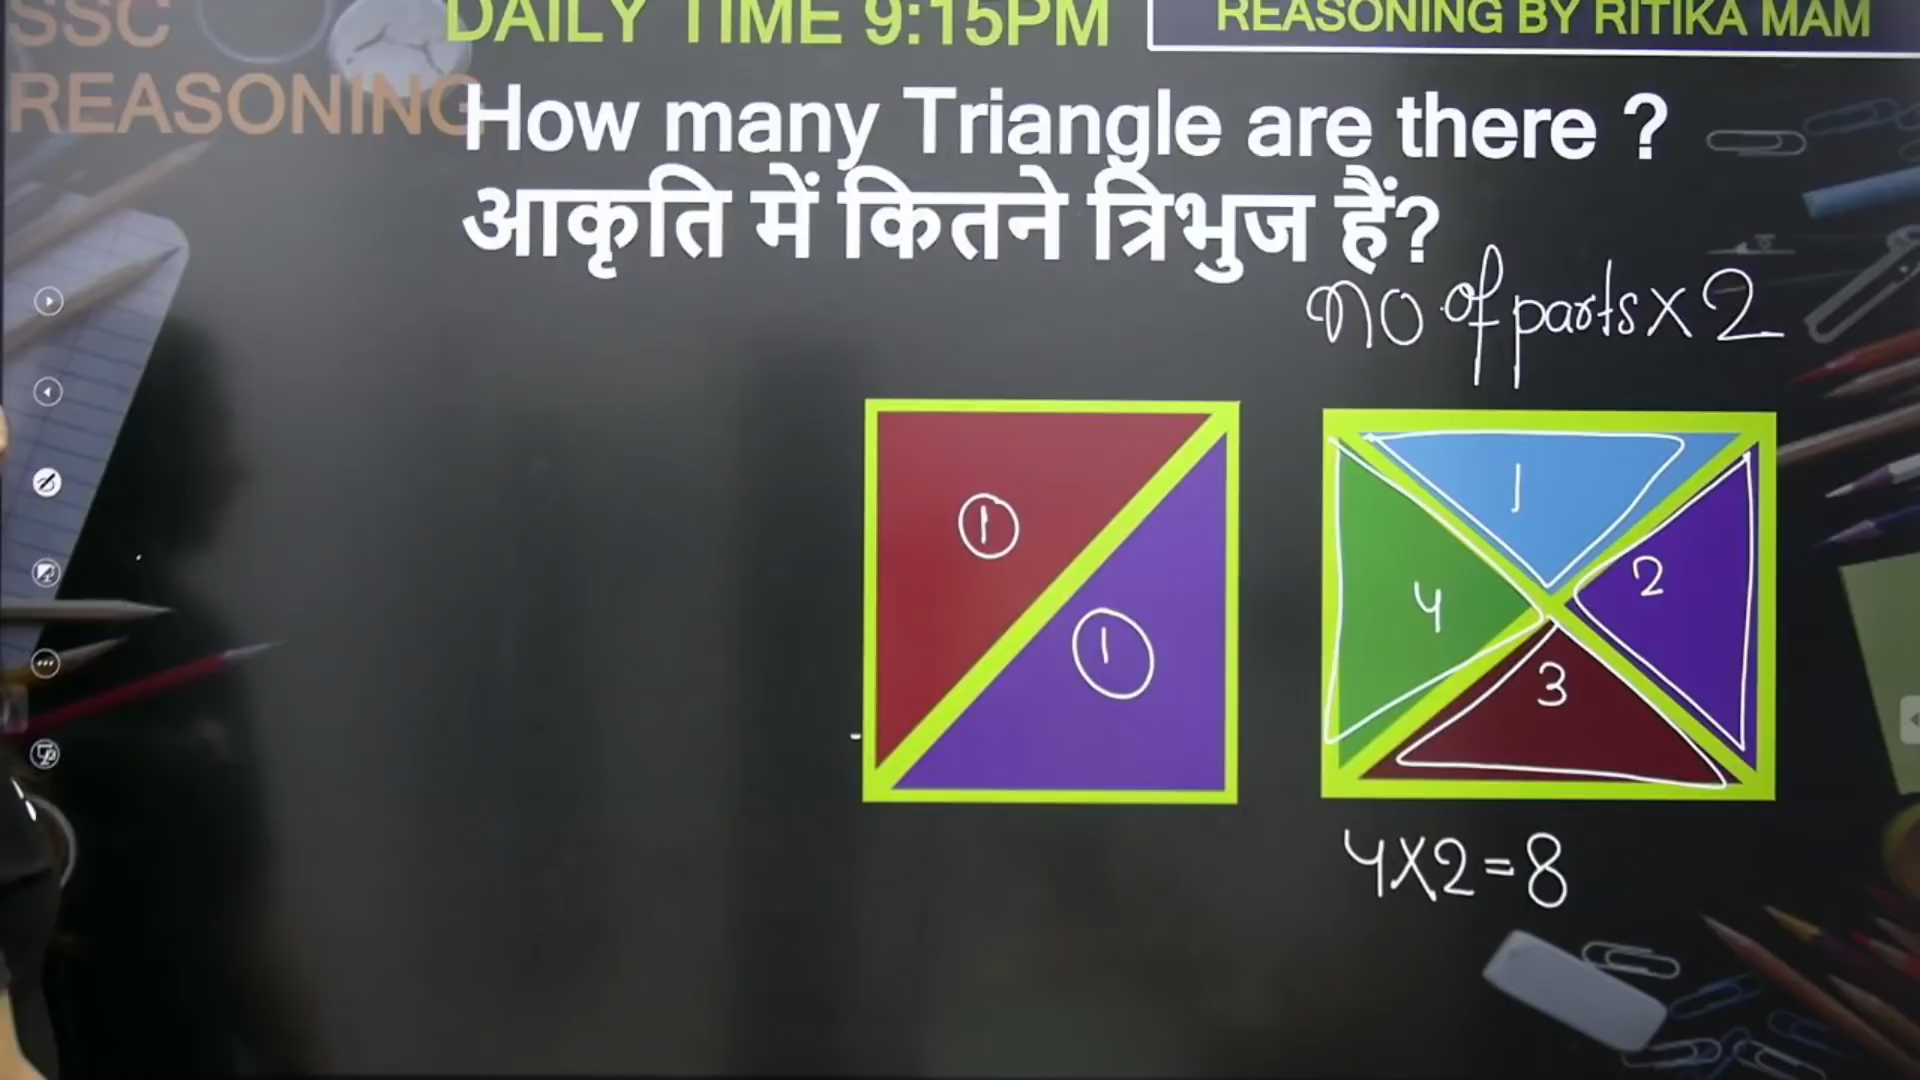 SSC
REASONING
DAILY TIME 9:15PM
REASONING BY RITIKA MAM
How many Triangle are there ?
आकृति में कितने त्रिभुज हैं?
no of parts x 2
1
1
1
2
3
4
4x2=8